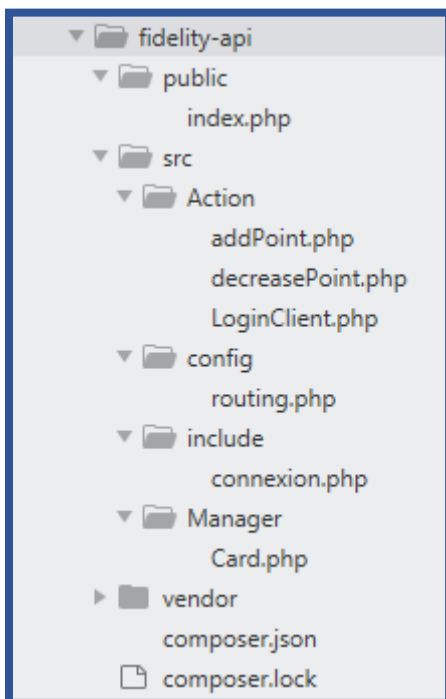 fidelity-api
public
index.php
src
Action
addPoint.php
decreasePoint.php
LoginClient.php
config
routing.php
include
connexion.php
Manager
Card.php
vendor
composer.json
composer.lock